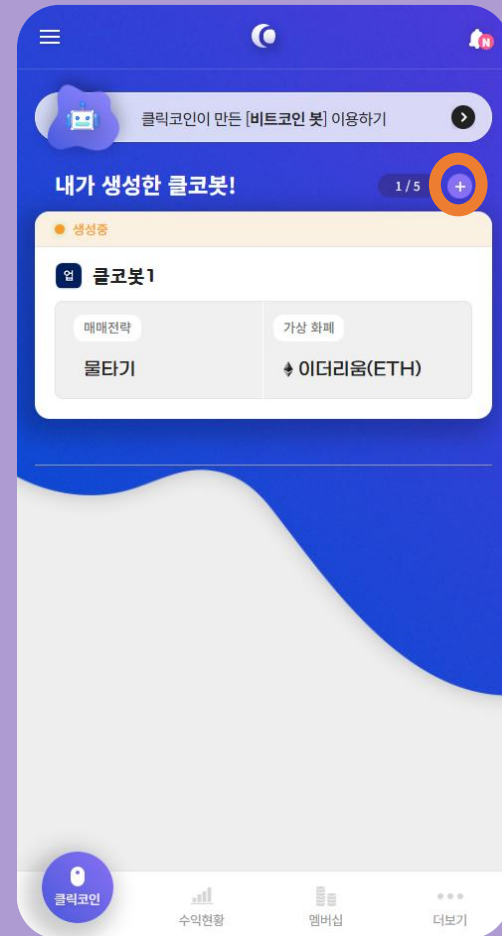 N
클릭코인이 만든 [비트코인 봇] 이용하기
내가 생성한 클코봇!
1 / 5 +
생성중
업 클코봇1
매매전략
가상 화폐
물타기
이더리움(ETH)
클릭코인
수익현황
멤버십
더보기